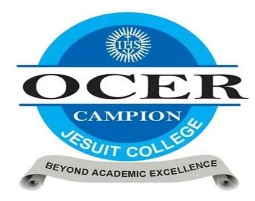 IHS
OCER
CAMPION
JESUIT COLLEGE
BEYOND ACADEMIC EXCELLENCE